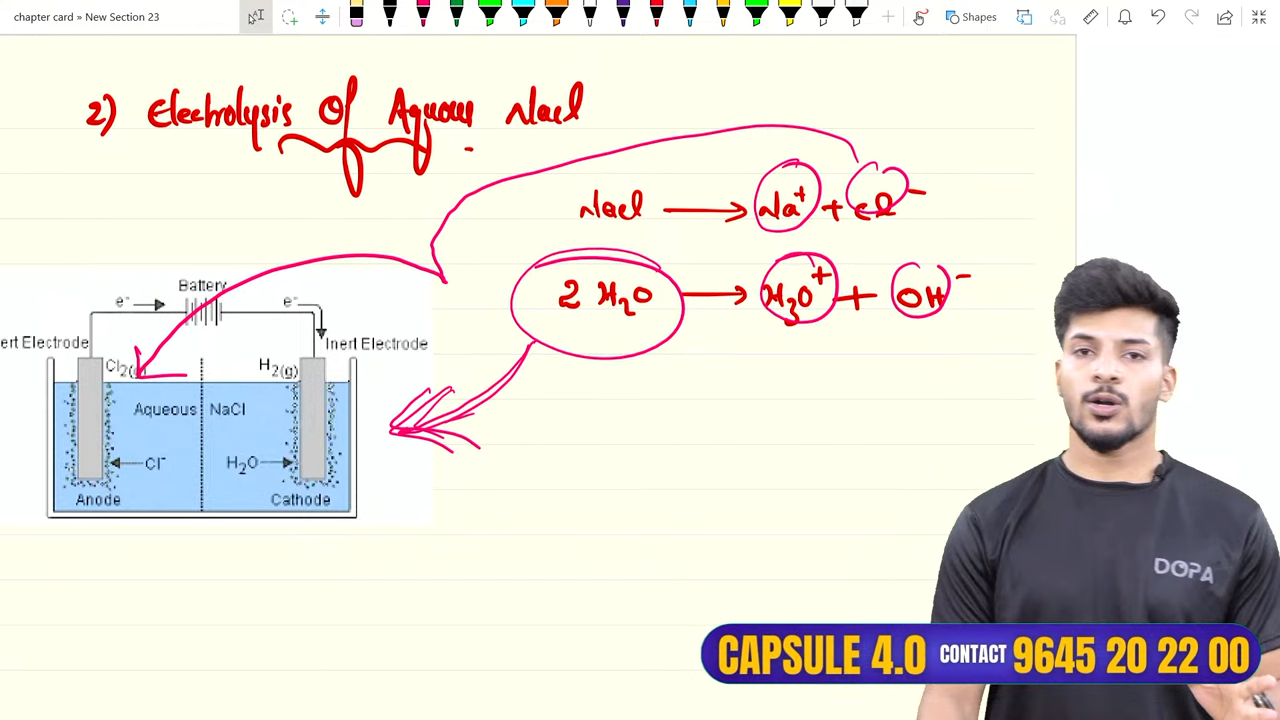 chapter card » New Section 23
Shapes
2) Electrolysis Of Aqueous NaCl
NaCl → Na⁺ + Cl⁻
2 H₂O → H₃O⁺ + OH⁻
Battery
e⁻ e⁻
ert Electrode Inert Electrode
Cl₂(g) H₂(g)
Aqueous NaCl
Cl⁻ H₂O
Anode Cathode
DOPA
CAPSULE 4.0 CONTACT 9645 20 22 00